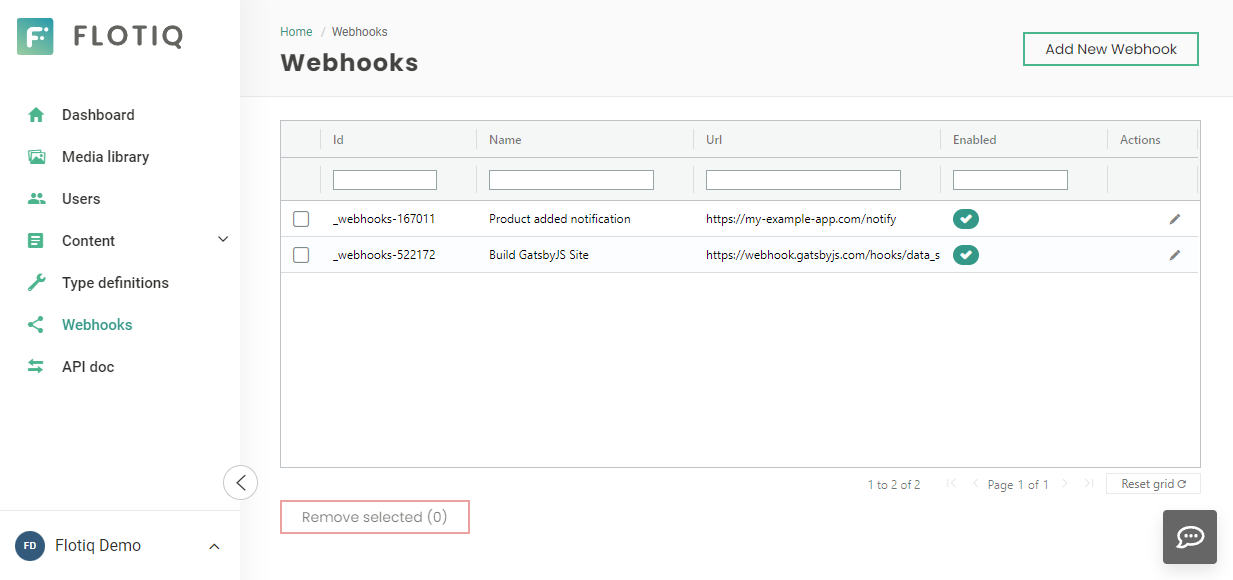 FLOTIQ
Dashboard
Media library
Users
Content
Type definitions
Webhooks
API doc
FD Flotiq Demo
Home / Webhooks
Webhooks
Add New Webhook
Id Name Url Enabled Actions
_webhooks-167011 Product added notification https://my-example-app.com/notify
_webhooks-522172 Build GatsbyJS Site https://webhook.gatsbyjs.com/hooks/data_s
1 to 2 of 2 Page 1 of 1 Reset grid
Remove selected (0)